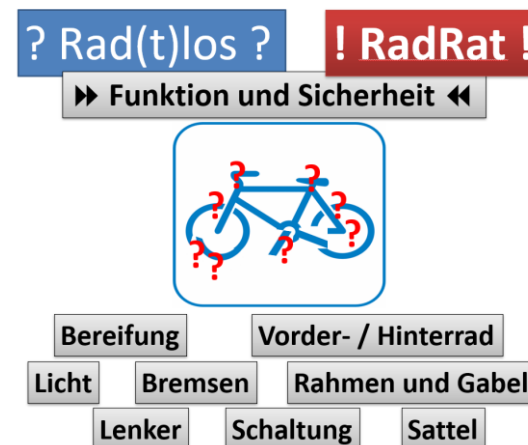 ? Rad(t)los ?
! RadRat !
Funktion und Sicherheit
? ? ? ? ? ? ? ?
Bereifung
Vorder- / Hinterrad
Licht
Bremsen
Rahmen und Gabel
Lenker
Schaltung
Sattel